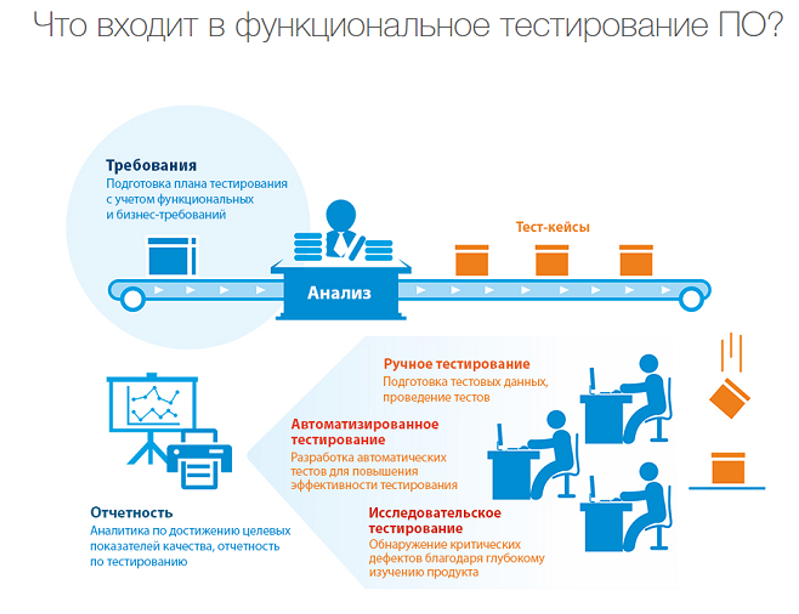 Что входит в функциональное тестирование ПО?
Требования
Подготовка плана тестирования
с учетом функциональных
и бизнес-требований
Тест-кейсы
Анализ
Ручное тестирование
Подготовка тестовых данных,
проведение тестов
Автоматизированное
тестирование
Разработка автоматических
тестов для повышения
эффективности тестирования
Исследовательское
тестирование
Обнаружение критических
дефектов благодаря глубокому
изучению продукта
Отчетность
Аналитика по достижению целевых
показателей качества, отчетность
по тестированию